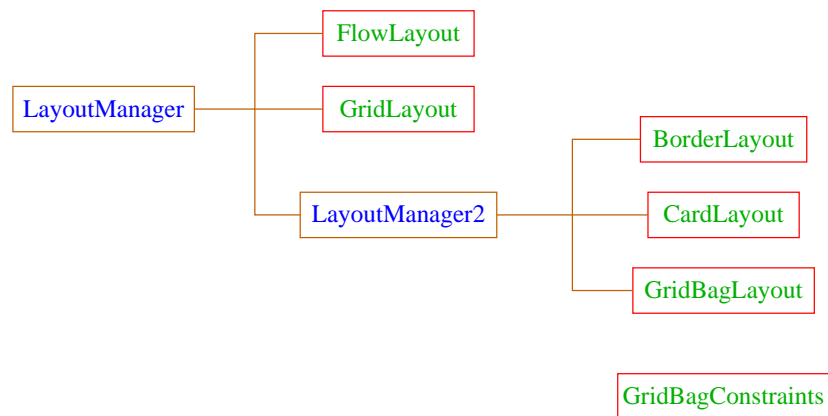 FlowLayout
LayoutManager
GridLayout
BorderLayout
LayoutManager2
CardLayout
GridBagLayout
GridBagConstraints